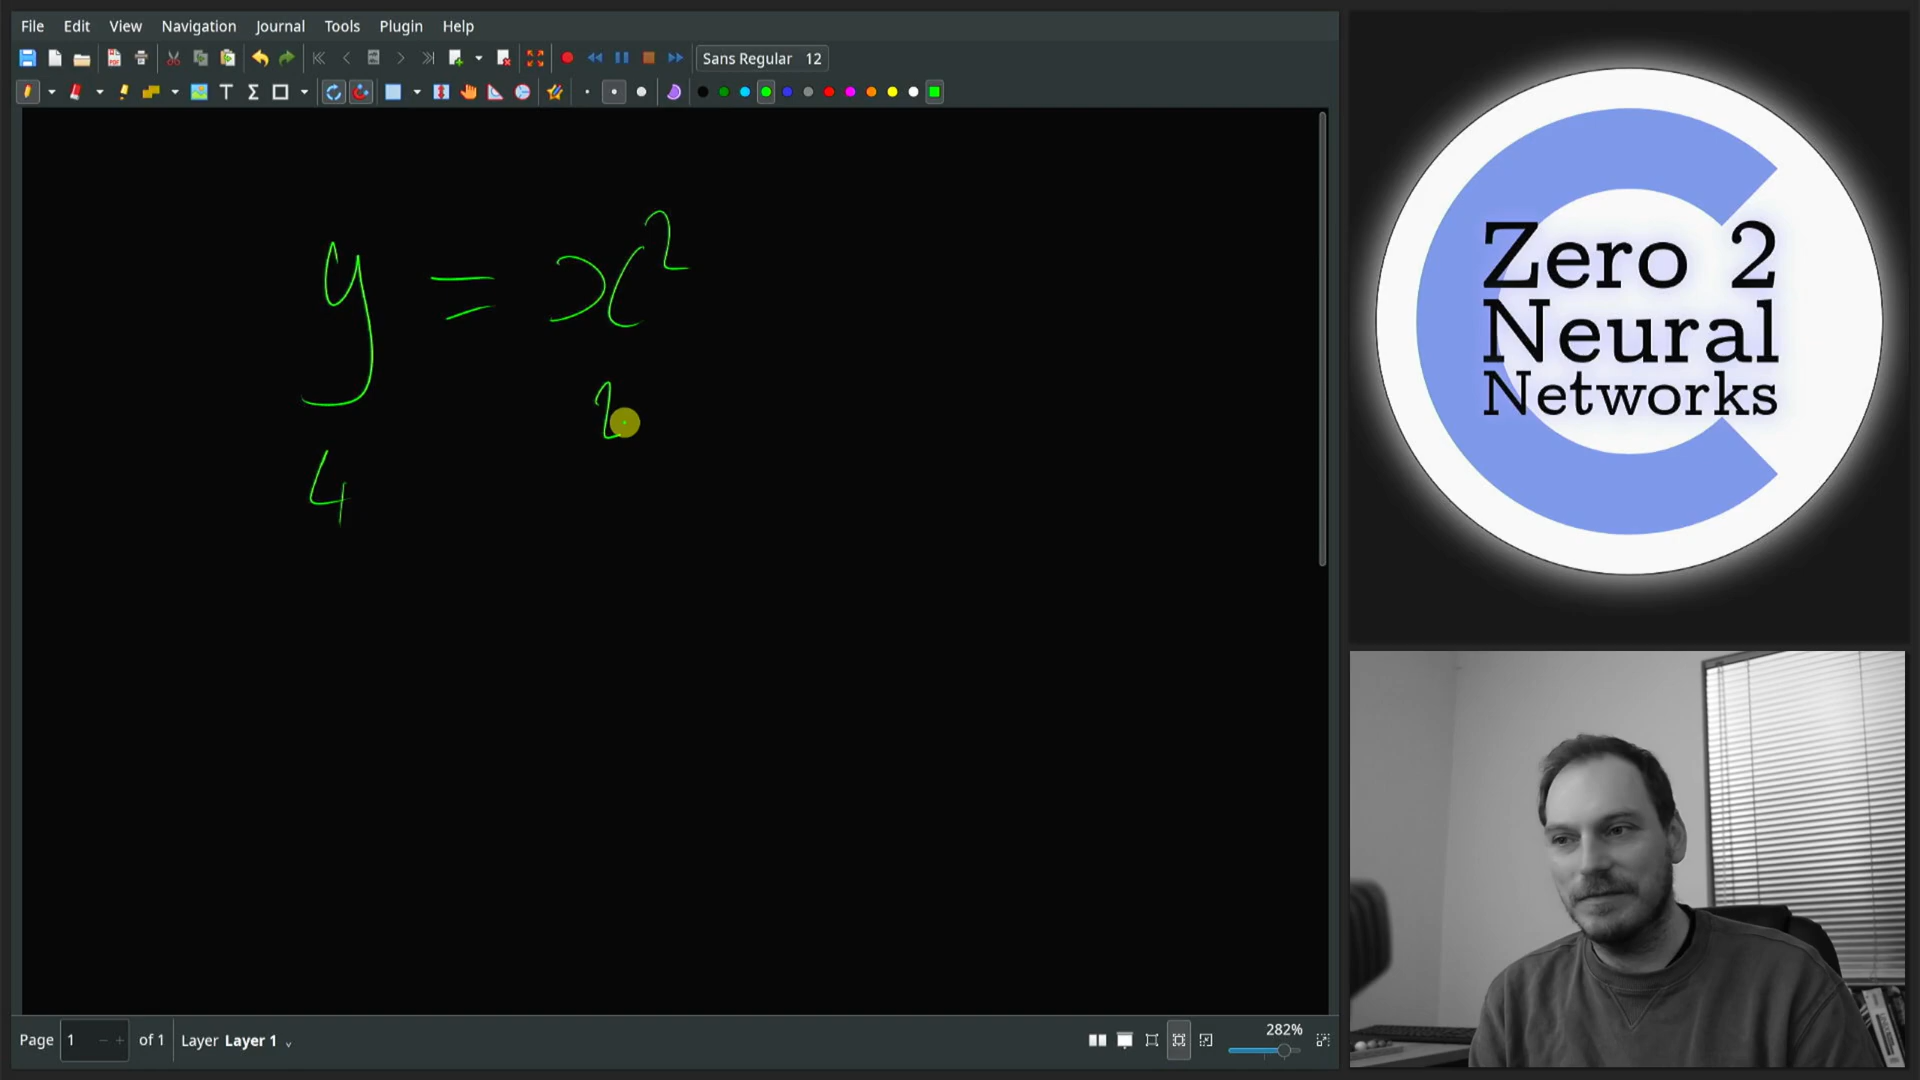 File Edit View Navigation Journal Tools Plugin Help
Sans Regular 12
y = x²
2
4
Page 1 of 1 Layer Layer 1
282%
Zero 2
Neural
Networks